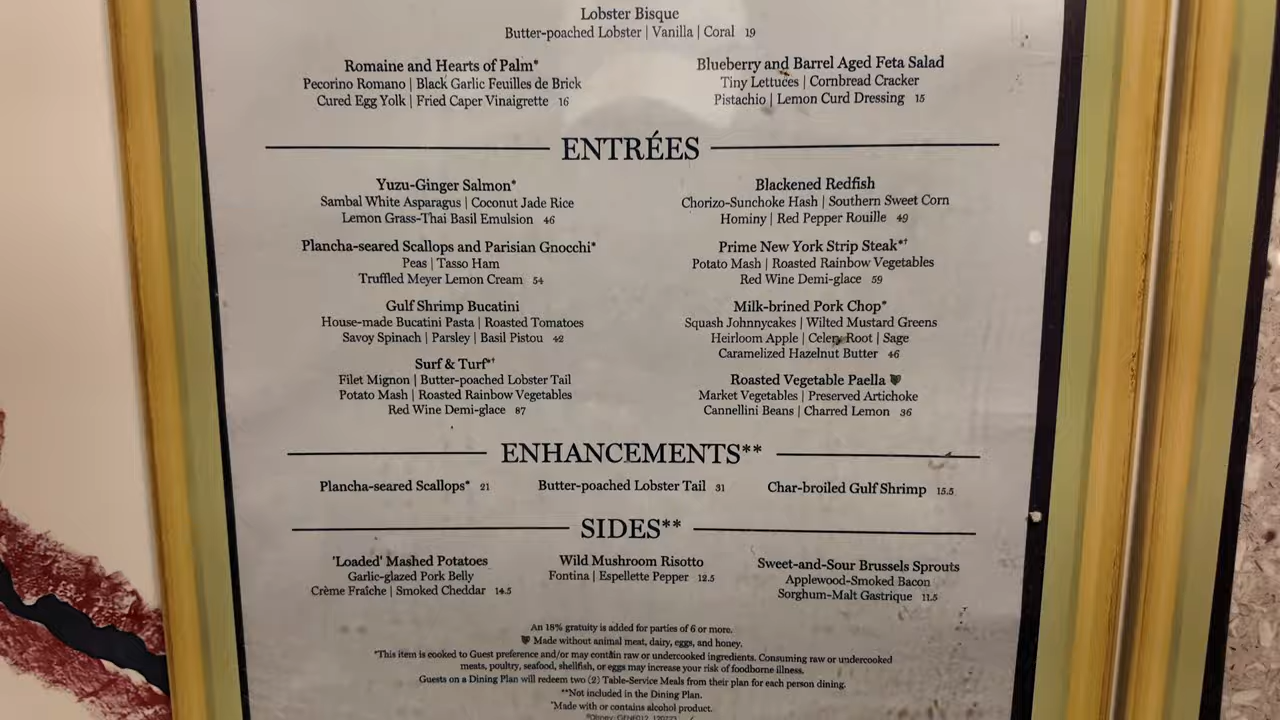 Lobster Bisque
Butter-poached Lobster | Vanilla | Coral 19
Romaine and Hearts of Palm*
Pecorino Romano | Black Garlic Feuilles de Brick
Cured Egg Yolk | Fried Caper Vinaigrette 16
Blueberry and Barrel Aged Feta Salad
Tiny Lettuces | Cornbread Cracker
Pistachio | Lemon Curd Dressing 15
ENTRÉES
Yuzu-Ginger Salmon*
Sambal White Asparagus | Coconut Jade Rice
Lemon Grass-Thai Basil Emulsion 46
Plancha-seared Scallops and Parisian Gnocchi*
Peas | Tasso Ham
Truffled Meyer Lemon Cream 54
Gulf Shrimp Bucatini
House-made Bucatini Pasta | Roasted Tomatoes
Savoy Spinach | Parsley | Basil Pistou 42
Surf & Turf*†
Filet Mignon | Butter-poached Lobster Tail
Potato Mash | Roasted Rainbow Vegetables
Red Wine Demi-glace 87
Blackened Redfish
Chorizo-Sunchoke Hash | Southern Sweet Corn
Hominy | Red Pepper Rouille 49
Prime New York Strip Steak*†
Potato Mash | Roasted Rainbow Vegetables
Red Wine Demi-glace 59
Milk-brined Pork Chop*
Squash Johnnycakes | Wilted Mustard Greens
Heirloom Apple | Celery Root | Sage
Caramelized Hazelnut Butter 46
Roasted Vegetable Paella
Market Vegetables | Preserved Artichoke
Cannellini Beans | Charred Lemon 36
ENHANCEMENTS**
Plancha-seared Scallops* 21
Butter-poached Lobster Tail 31
Char-broiled Gulf Shrimp 15.5
SIDES**
'Loaded' Mashed Potatoes
Garlic-glazed Pork Belly
Crème Fraîche | Smoked Cheddar 14.5
Wild Mushroom Risotto
Fontina | Espellette Pepper 12.5
Sweet-and-Sour Brussels Sprouts
Applewood-Smoked Bacon
Sorghum-Malt Gastrique 11.5
An 18% gratuity is added for parties of 6 or more.
Made without animal meat, dairy, eggs, and honey.
*This item is cooked to Guest preference and/or may contain raw or undercooked ingredients. Consuming raw or undercooked
meats, poultry, seafood, shellfish, or eggs may increase your risk of foodborne illness.
Guests on a Dining Plan will redeem two (2) Table-Service Meals from their plan for each person dining.
**Not included in the Dining Plan.
†Made with or contains alcohol product.